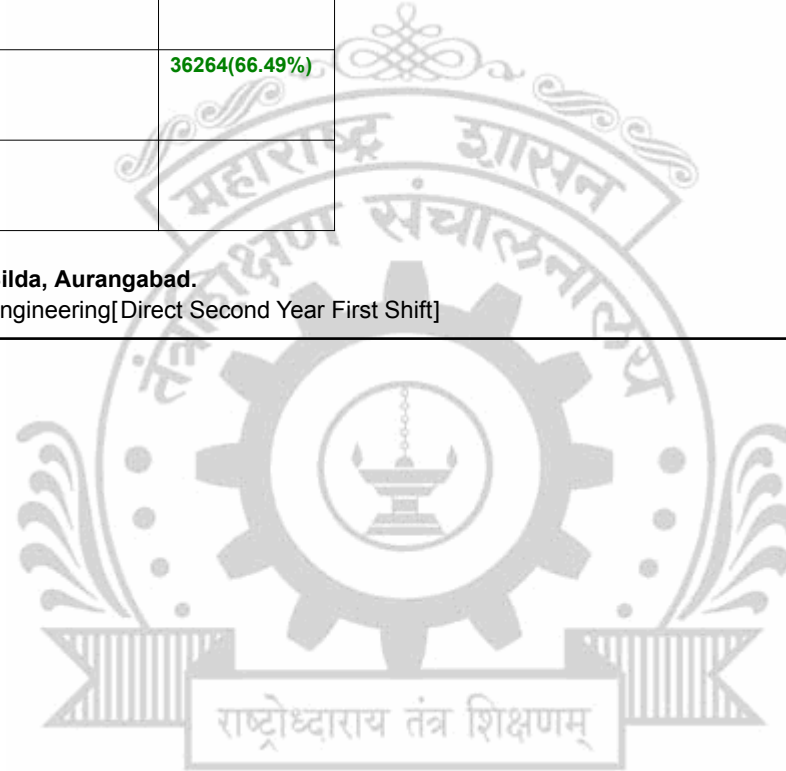 36264(66.49%)
महाराष्ट्र शासन
तंत्रशिक्षण संचालनालय
ilda, Aurangabad.
ngineering[Direct Second Year First Shift]
राष्ट्रोध्दाराय तंत्र शिक्षणम्